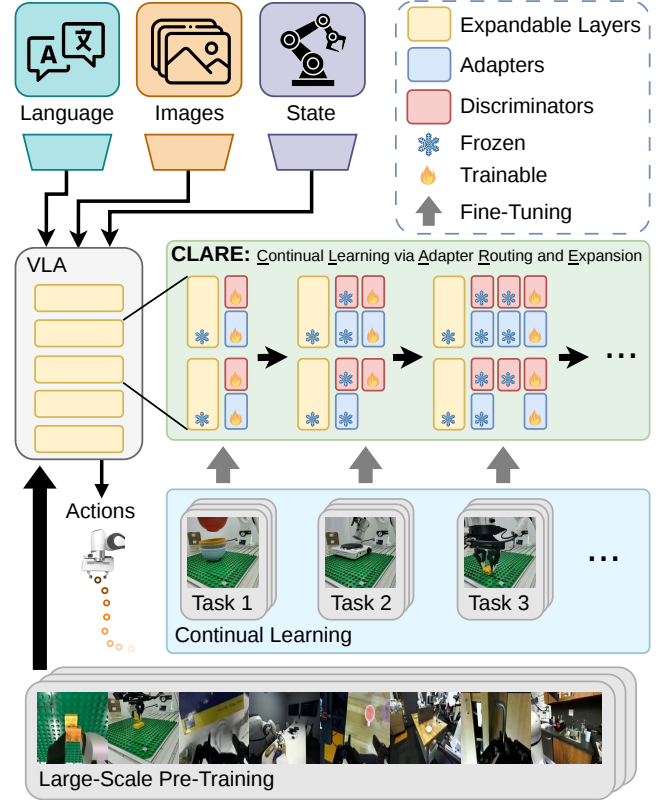 A 文
Language
Images
State
Expandable Layers
Adapters
Discriminators
Frozen
Trainable
Fine-Tuning
VLA
CLARE: Continual Learning via Adapter Routing and Expansion
...
Actions
Task 1
Task 2
Task 3
...
Continual Learning
Large-Scale Pre-Training